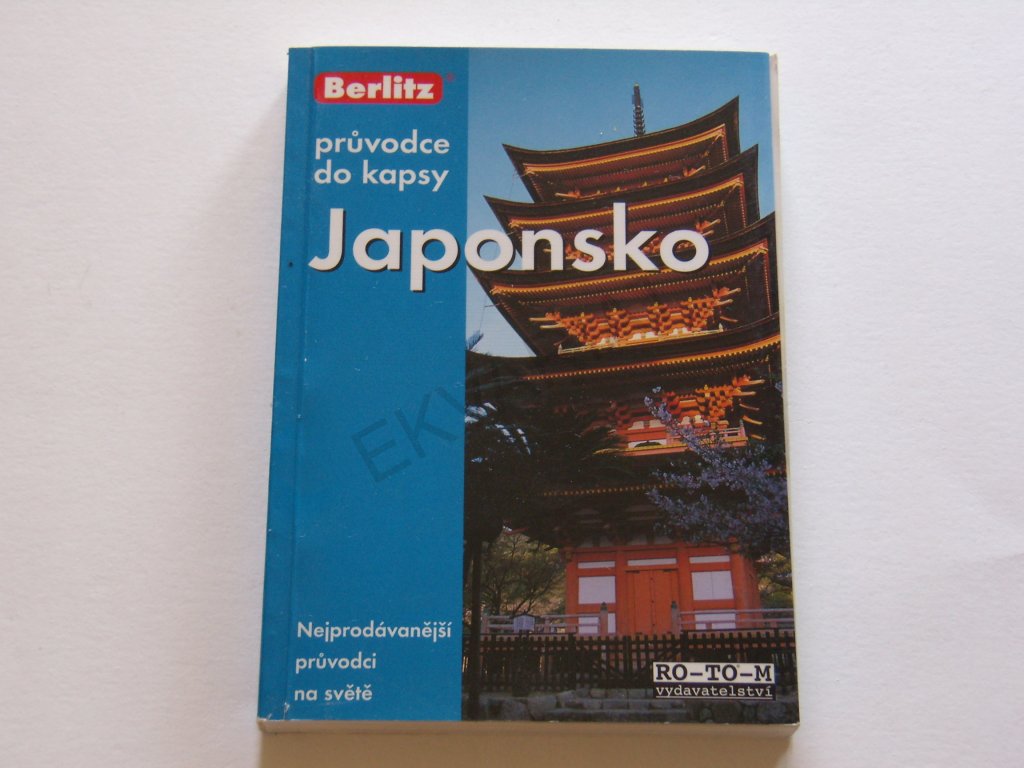 Berlitz
průvodce
do kapsy
Japonsko
Nejprodávanější
průvodci
na světě
RO-TO-M
vydavatelství